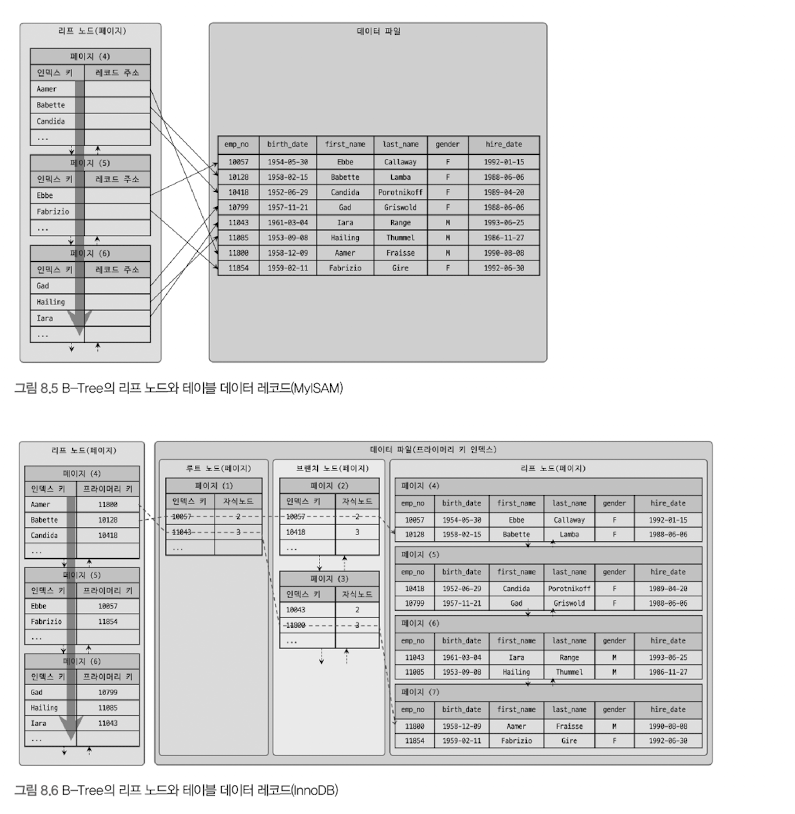 리프 노드(페이지)
페이지 (4)
인덱스 키 레코드 주소
Aamer
Babette
Candida
...
페이지 (5)
인덱스 키 레코드 주소
Ebbe
Fabrizio
...
페이지 (6)
인덱스 키 레코드 주소
Gad
Hailing
Iara
...
데이터 파일
emp_no birth_date first_name last_name gender hire_date
10057 1954-05-30 Ebbe Callaway F 1992-01-15
10128 1958-02-15 Babette Lamba F 1988-06-06
10418 1952-06-29 Candida Porotnikoff F 1989-04-20
10799 1957-11-21 Gad Griswold F 1988-06-06
11043 1961-03-04 Iara Range M 1993-06-25
11085 1953-09-08 Hailing Thummel M 1986-11-27
11800 1958-12-09 Aamer Fraisse M 1990-08-08
11854 1959-02-11 Fabrizio Gire F 1992-06-30
그림 8.5 B-Tree의 리프 노드와 테이블 데이터 레코드(MyISAM)
리프 노드(페이지)
페이지 (4)
인덱스 키 프라이머리 키
Aamer 11800
Babette 10128
Candida 10418
...
페이지 (5)
인덱스 키 프라이머리 키
Ebbe 10057
Fabrizio 11854
...
페이지 (6)
인덱스 키 프라이머리 키
Gad 10799
Hailing 11085
Iara 11043
...
데이터 파일(프라이머리 키 인덱스)
루트 노드(페이지)
페이지 (1)
인덱스 키 자식노드
10057 2
11043 3
...
브랜치 노드(페이지)
페이지 (2)
인덱스 키 자식노드
10057 2
10418 3
...
페이지 (3)
인덱스 키 자식노드
10043 2
11800 3
...
리프 노드(페이지)
페이지 (4)
emp_no birth_date first_name last_name gender hire_date
10057 1954-05-30 Ebbe Callaway F 1992-01-15
10128 1958-02-15 Babette Lamba F 1988-06-06
페이지 (5)
emp_no birth_date first_name last_name gender hire_date
10418 1952-06-29 Candida Porotnikoff F 1989-04-20
10799 1957-11-21 Gad Griswold F 1988-06-06
페이지 (6)
emp_no birth_date first_name last_name gender hire_date
11043 1961-03-04 Iara Range M 1993-06-25
11085 1953-09-08 Hailing Thummel M 1986-11-27
페이지 (7)
emp_no birth_date first_name last_name gender hire_date
11800 1958-12-09 Aamer Fraisse M 1990-08-08
11854 1959-02-11 Fabrizio Gire F 1992-06-30
그림 8.6 B-Tree의 리프 노드와 테이블 데이터 레코드(InnoDB)